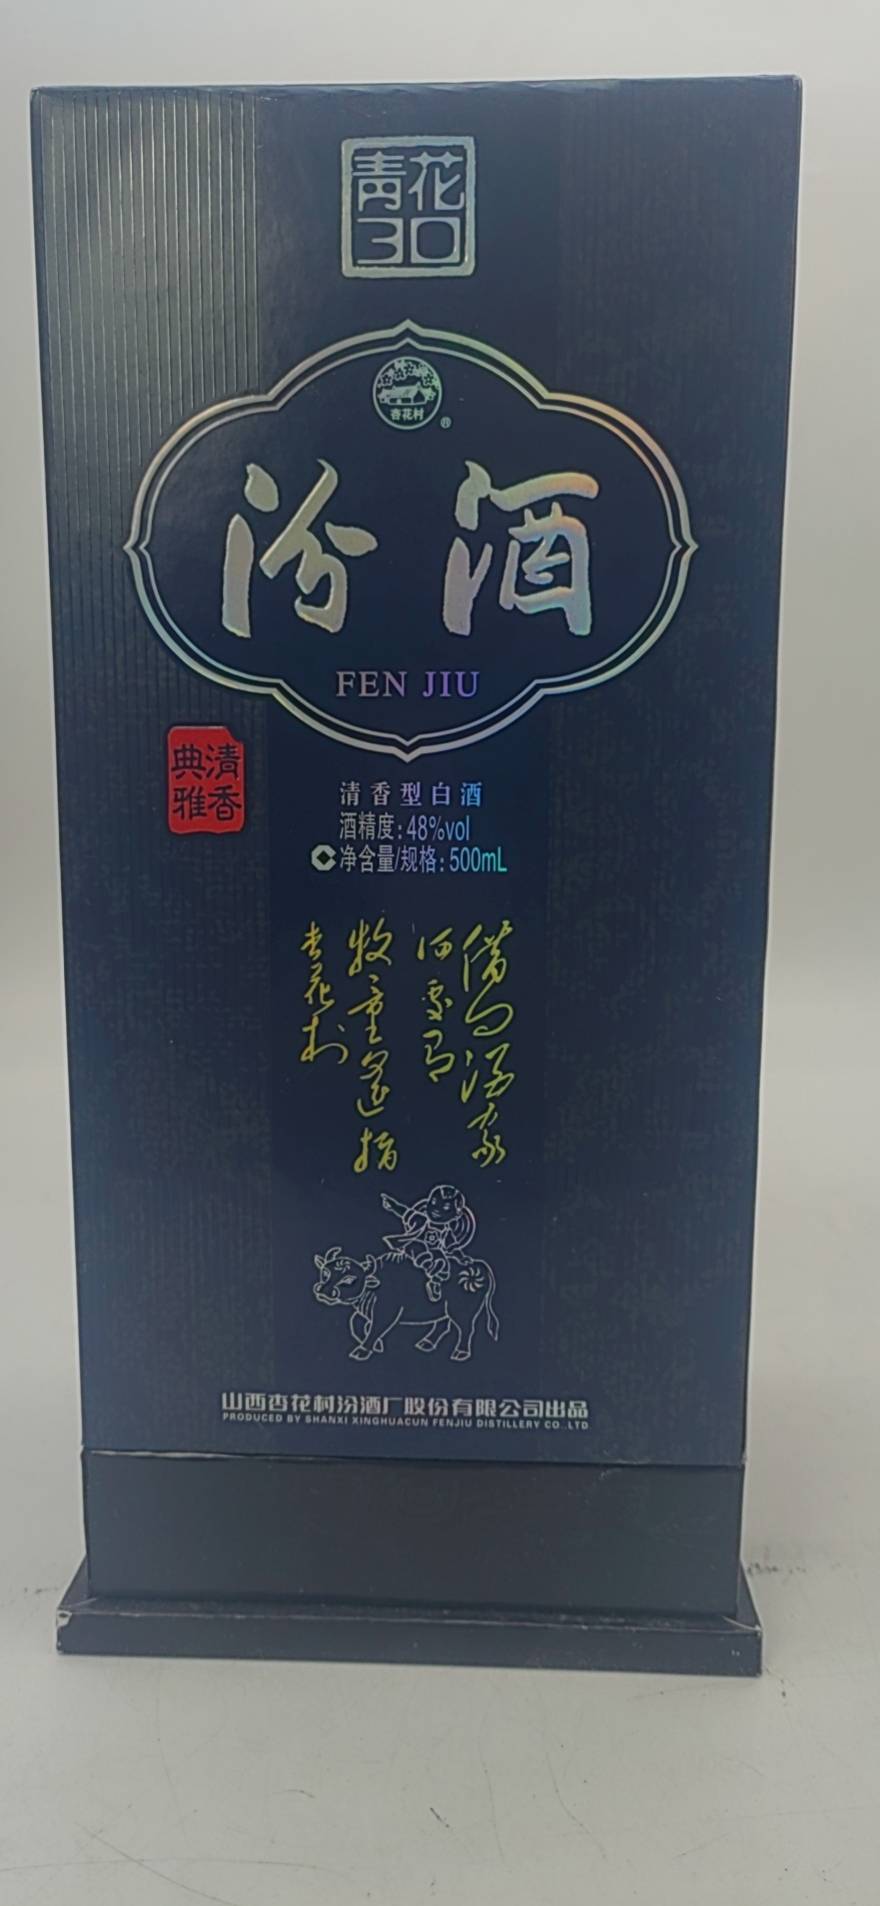 青花
30
杏花村
®
汾酒
FEN JIU
清香
典雅
清香型白酒
酒精度:48%vol
净含量/规格:500mL
借问酒家
何处有
牧童遥指
杏花村
山西杏花村汾酒厂股份有限公司出品
PRODUCED BY SHANXI XINGHUACUN FENJIU DISTILLERY CO.,LTD.